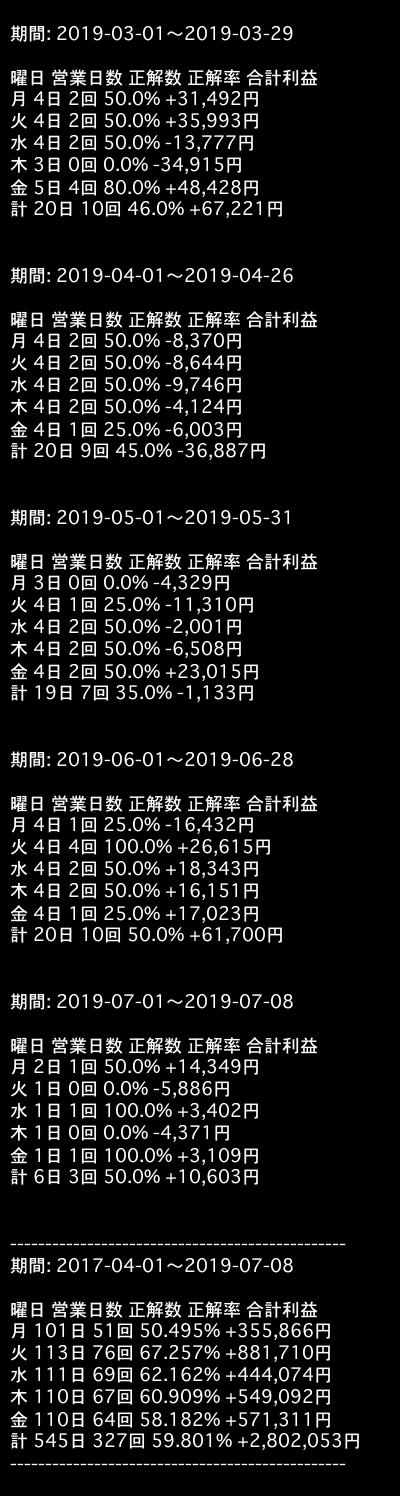 期間: 2019-03-01～2019-03-29
曜日 営業日数 正解数 正解率 合計利益
月 4日 2回 50.0% +31,492円
火 4日 2回 50.0% +35,993円
水 4日 2回 50.0% -13,777円
木 3日 0回 0.0% -34,915円
金 5日 4回 80.0% +48,428円
計 20日 10回 46.0% +67,221円
期間: 2019-04-01～2019-04-26
曜日 営業日数 正解数 正解率 合計利益
月 4日 2回 50.0% -8,370円
火 4日 2回 50.0% -8,644円
水 4日 2回 50.0% -9,746円
木 4日 2回 50.0% -4,124円
金 4日 1回 25.0% -6,003円
計 20日 9回 45.0% -36,887円
期間: 2019-05-01～2019-05-31
曜日 営業日数 正解数 正解率 合計利益
月 3日 0回 0.0% -4,329円
火 4日 1回 25.0% -11,310円
水 4日 2回 50.0% -2,001円
木 4日 2回 50.0% -6,508円
金 4日 2回 50.0% +23,015円
計 19日 7回 35.0% -1,133円
期間: 2019-06-01～2019-06-28
曜日 営業日数 正解数 正解率 合計利益
月 4日 1回 25.0% -16,432円
火 4日 4回 100.0% +26,615円
水 4日 2回 50.0% +18,343円
木 4日 2回 50.0% +16,151円
金 4日 1回 25.0% +17,023円
計 20日 10回 50.0% +61,700円
期間: 2019-07-01～2019-07-08
曜日 営業日数 正解数 正解率 合計利益
月 2日 1回 50.0% +14,349円
火 1日 0回 0.0% -5,886円
水 1日 1回 100.0% +3,402円
木 1日 0回 0.0% -4,371円
金 1日 1回 100.0% +3,109円
計 6日 3回 50.0% +10,603円
------------------------------------------------
期間: 2017-04-01～2019-07-08
曜日 営業日数 正解数 正解率 合計利益
月 101日 51回 50.495% +355,866円
火 113日 76回 67.257% +881,710円
水 111日 69回 62.162% +444,074円
木 110日 67回 60.909% +549,092円
金 110日 64回 58.182% +571,311円
計 545日 327回 59.801% +2,802,053円
------------------------------------------------